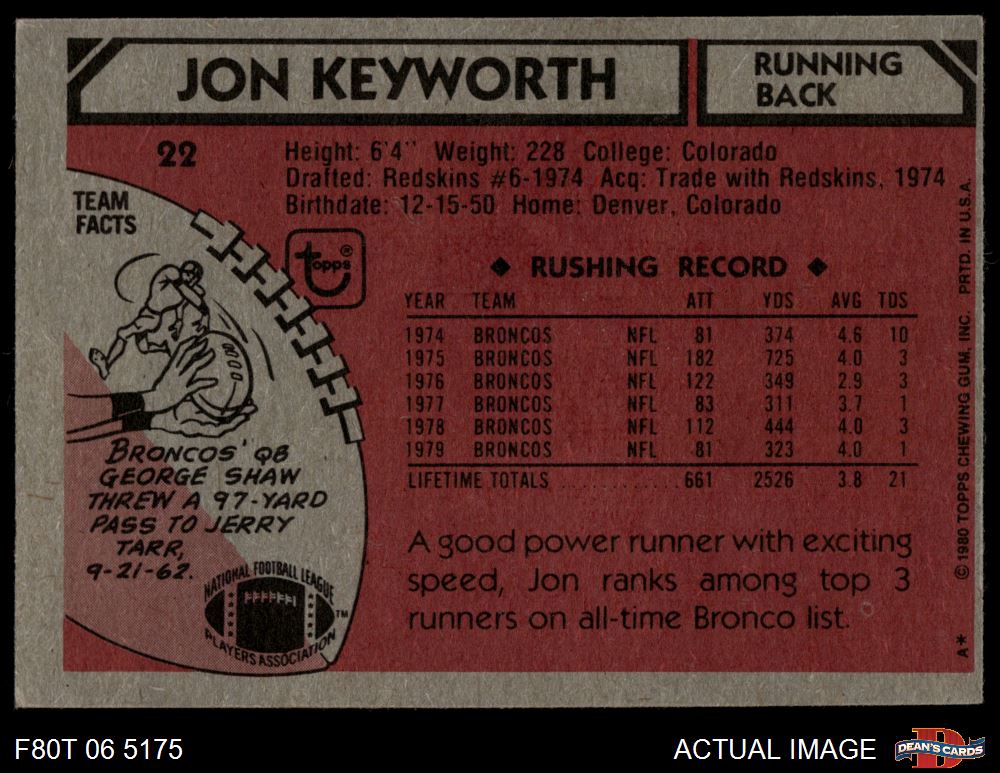 JON KEYWORTH
RUNNING
BACK
22
Height: 6'4" Weight: 228 College: Colorado
Drafted: Redskins #6-1974 Acq: Trade with Redskins, 1974
Birthdate: 12-15-50 Home: Denver, Colorado
TEAM
FACTS
topps®
◆ RUSHING RECORD ◆
YEAR TEAM ATT YDS AVG TDS
1974 BRONCOS NFL 81 374 4.6 10
1975 BRONCOS NFL 182 725 4.0 3
1976 BRONCOS NFL 122 349 2.9 3
1977 BRONCOS NFL 83 311 3.7 1
1978 BRONCOS NFL 112 444 4.0 3
1979 BRONCOS NFL 81 323 4.0 1
LIFETIME TOTALS ............ 661 2526 3.8 21
BRONCOS' QB
GEORGE SHAW
THREW A 97-YARD
PASS TO JERRY
TARR,
9-21-62.
NATIONAL FOOTBALL LEAGUE
PLAYERS ASSOCIATION
™
A good power runner with exciting
speed, Jon ranks among top 3
runners on all-time Bronco list.
A* © 1980 TOPPS CHEWING GUM, INC. PRTD. IN U.S.A.
F80T 06 5175
ACTUAL IMAGE
D
DEAN'S CARDS